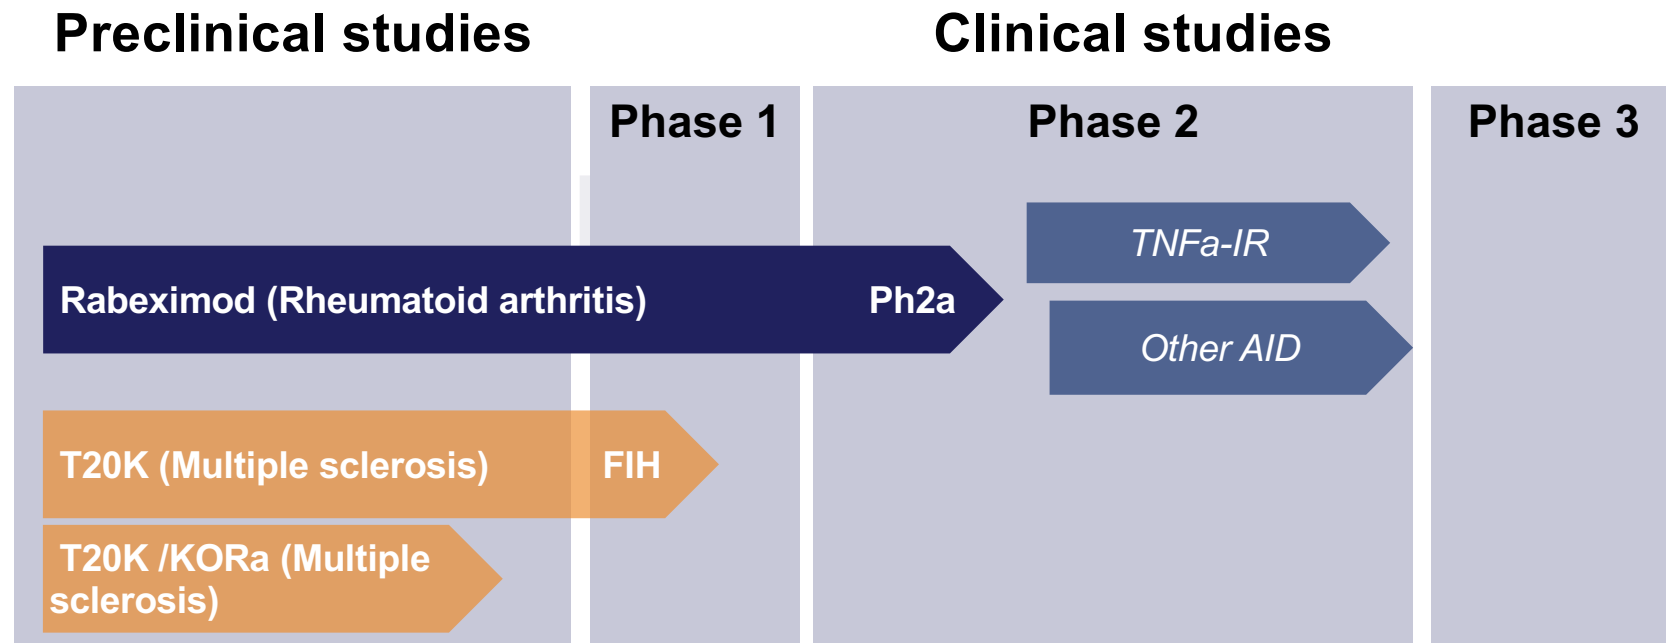 Preclinical studies
Clinical studies
Phase 1
Phase 2
Phase 3
TNFa-IR
Rabeximod (Rheumatoid arthritis)
Ph2a
Other AID
T20K (Multiple sclerosis)
FIH
T20K /KORa (Multiple
sclerosis)